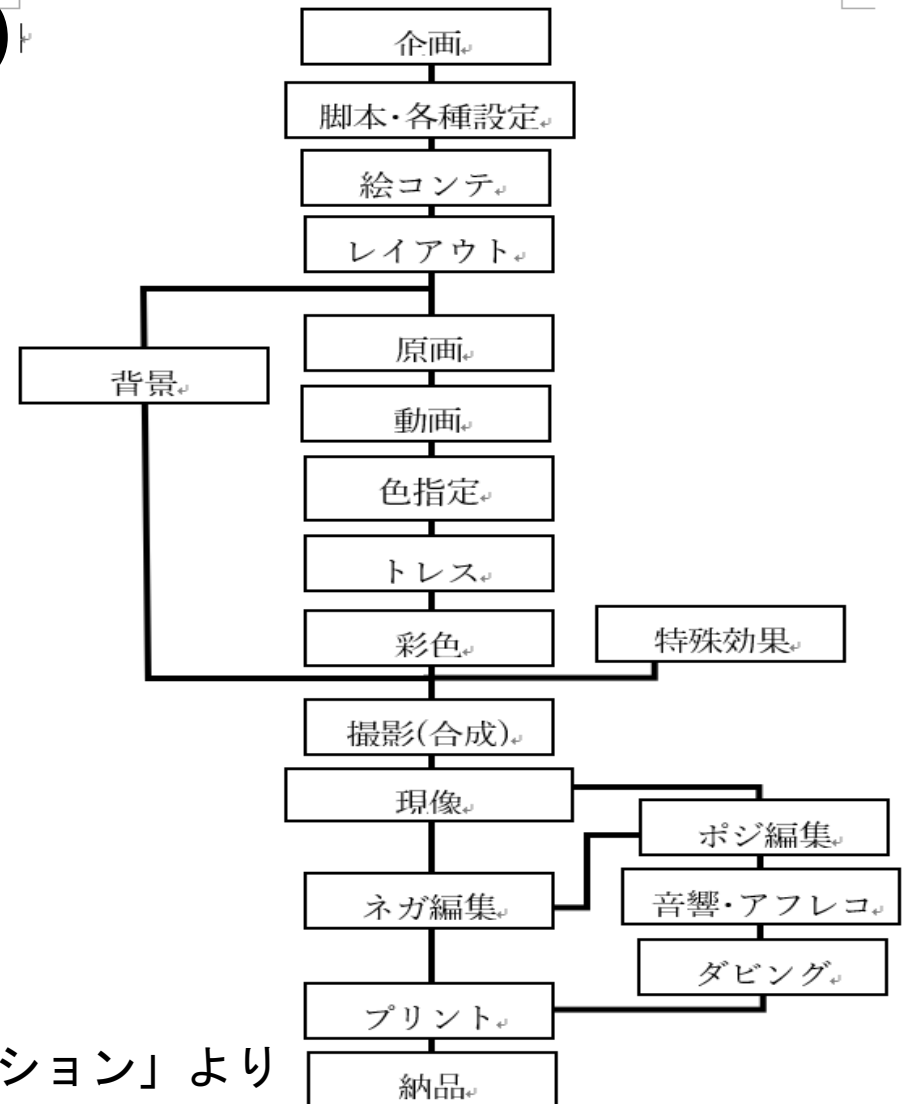 企画
脚本･各種設定
絵コンテ
レイアウト
原画
背景
動画
色指定
トレス
彩色
特殊効果
撮影(合成)
現像
ポジ編集
ネガ編集
音響･アフレコ
ダビング
プリント
ション」より
納品